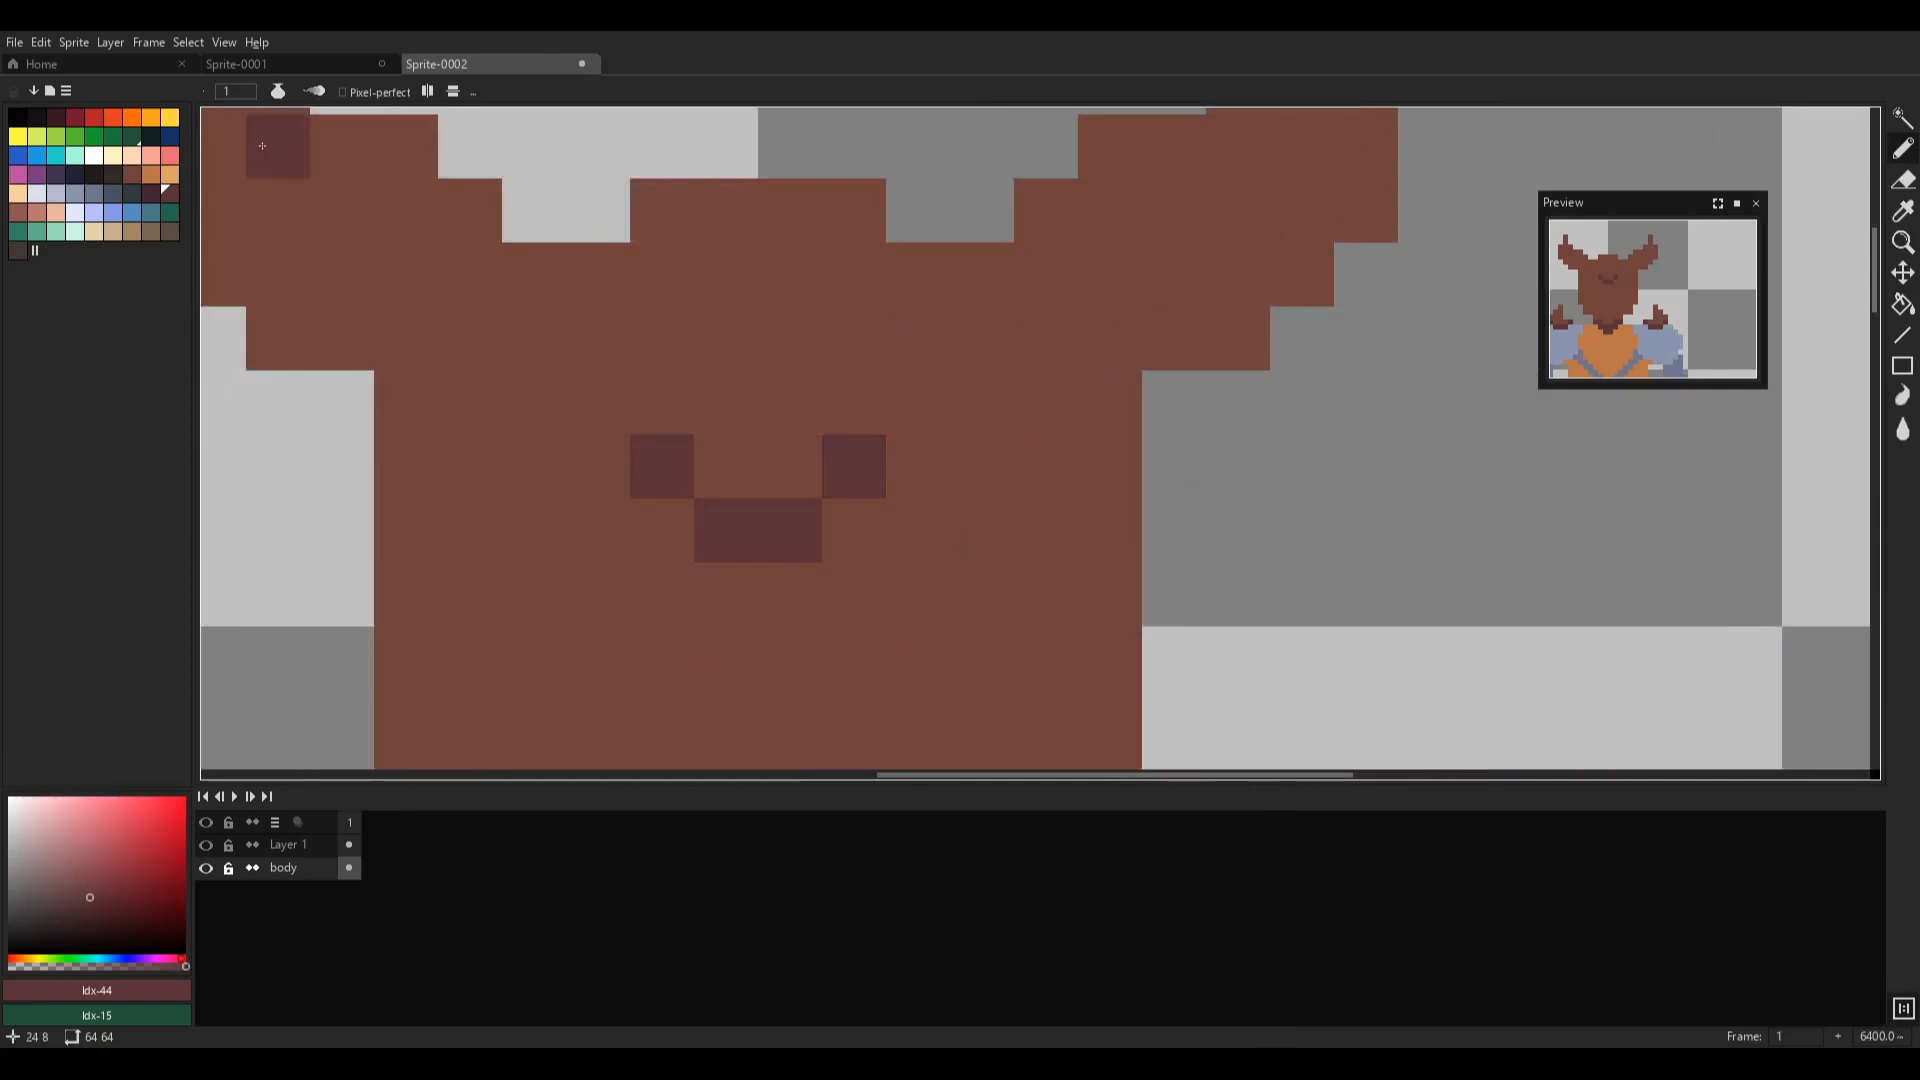 File Edit Sprite Layer Frame Select View Help
Home Sprite-0001 Sprite-0002
1 Pixel-perfect ...
Preview
1
Layer 1
body
Idx-44
Idx-15
24 8 64 64 Frame: 1 + 6400.0